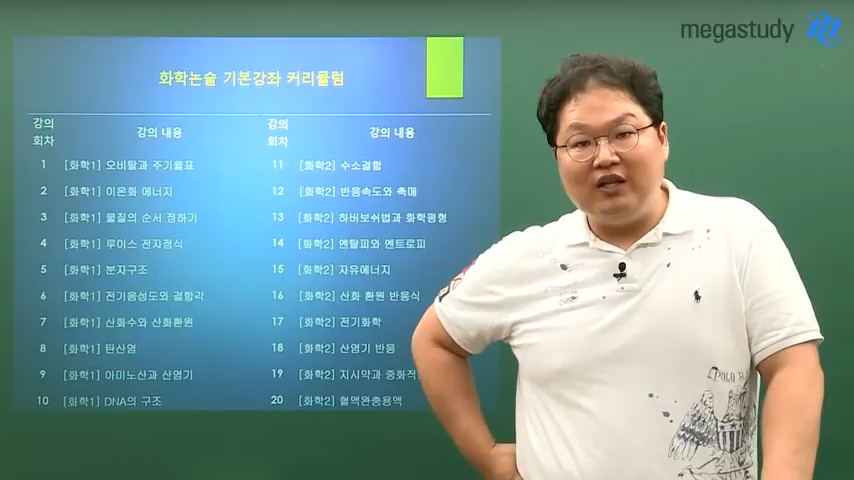 megastudy
화학논술 기본강좌 커리큘럼
강의 회차 강의 내용 강의 회차 강의 내용
1 [화학1] 오비탈과 주기율표 11 [화학2] 수소결합
2 [화학1] 이온화 에너지 12 [화학2] 반응속도와 촉매
3 [화학1] 물질의 순서 정하기 13 [화학2] 하버보쉬법과 화학평형
4 [화학1] 루이스 전자점식 14 [화학2] 엔탈피와 엔트로피
5 [화학1] 분자구조 15 [화학2] 자유에너지
6 [화학1] 전기음성도와 결합각 16 [화학2] 산화 환원 반응식
7 [화학1] 산화수와 산화환원 17 [화학2] 전기화학
8 [화학1] 탄산염 18 [화학2] 산염기 반응
9 [화학1] 아미노산과 산염기 19 [화학2] 지시약과 중화적
10 [화학1] DNA의 구조 20 [화학2] 혈액완충용액
POLO